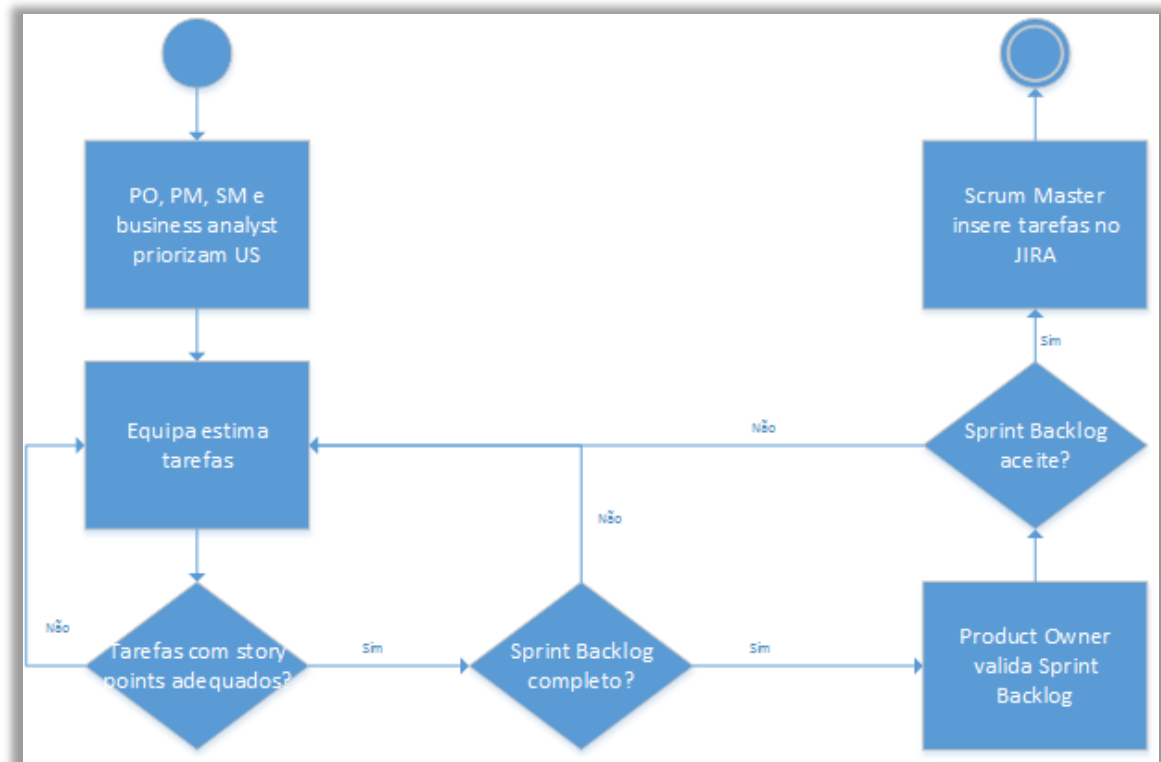 PO, PM, SM e
business analyst
priorizam US
Scrum Master
insere tarefas no
JIRA
Sim
Equipa estima
tarefas
Não
Sprint Backlog
aceite?
Não
Não
Tarefas com story
points adequados?
Sim
Sprint Backlog
completo?
Sim
Product Owner
valida Sprint
Backlog